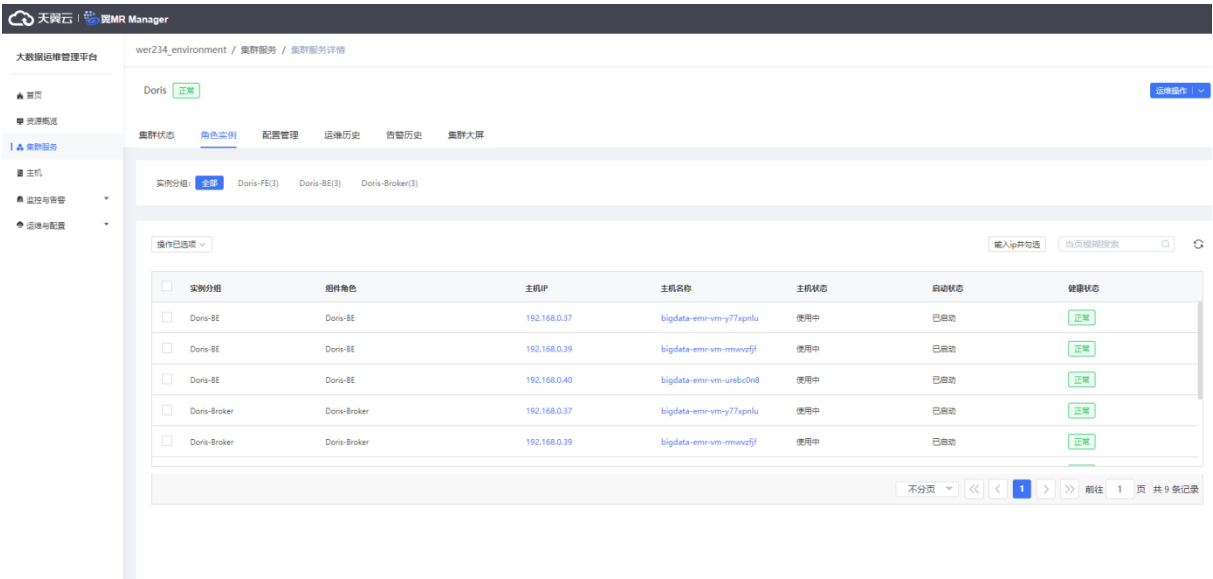 天翼云 | 翼MR Manager
大数据运维管理平台
首页
资源概览
集群服务
主机
监控与告警
运维与配置
wer234_environment / 集群服务 / 集群服务详情
Doris 正常
运维操作
集群状态 角色实例 配置管理 运维历史 告警历史 集群大屏
实例分组: 全部 Doris-FE(3) Doris-BE(3) Doris-Broker(3)
操作已选项 输入ip并勾选 当页模糊搜索
实例分组 组件角色 主机IP 主机名称 主机状态 启动状态 健康状态
Doris-BE Doris-BE 192.168.0.37 bigdata-emr-vm-y77xpnlu 使用中 已启动 正常
Doris-BE Doris-BE 192.168.0.39 bigdata-emr-vm-rmwvzfjf 使用中 已启动 正常
Doris-BE Doris-BE 192.168.0.40 bigdata-emr-vm-urebc0n8 使用中 已启动 正常
Doris-Broker Doris-Broker 192.168.0.37 bigdata-emr-vm-y77xpnlu 使用中 已启动 正常
Doris-Broker Doris-Broker 192.168.0.39 bigdata-emr-vm-rmwvzfjf 使用中 已启动 正常
不分页 1 前往 1 页 共 9 条记录